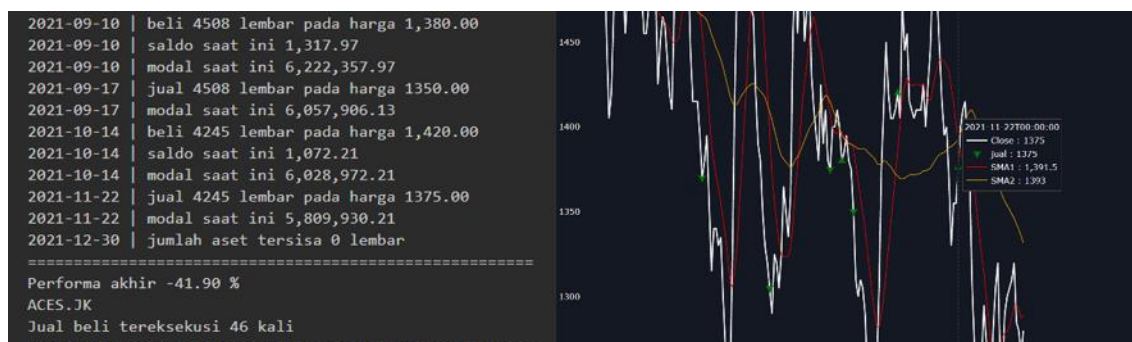 2021-09-10 | beli 4508 lembar pada harga 1,380.00
2021-09-10 | saldo saat ini 1,317.97
2021-09-10 | modal saat ini 6,222,357.97
2021-09-17 | jual 4508 lembar pada harga 1350.00
2021-09-17 | modal saat ini 6,057,906.13
2021-10-14 | beli 4245 lembar pada harga 1,420.00
2021-10-14 | saldo saat ini 1,072.21
2021-10-14 | modal saat ini 6,028,972.21
2021-11-22 | jual 4245 lembar pada harga 1375.00
2021-11-22 | modal saat ini 5,809,930.21
2021-12-30 | jumlah aset tersisa 0 lembar
=======================================================
Performa akhir -41.90 %
ACES.JK
Jual beli tereksekusi 46 kali
1450
1400
1350
1300
2021-11-22T00:00:00
Close : 1375
Jual : 1375
SMA1 : 1,391.5
SMA2 : 1393